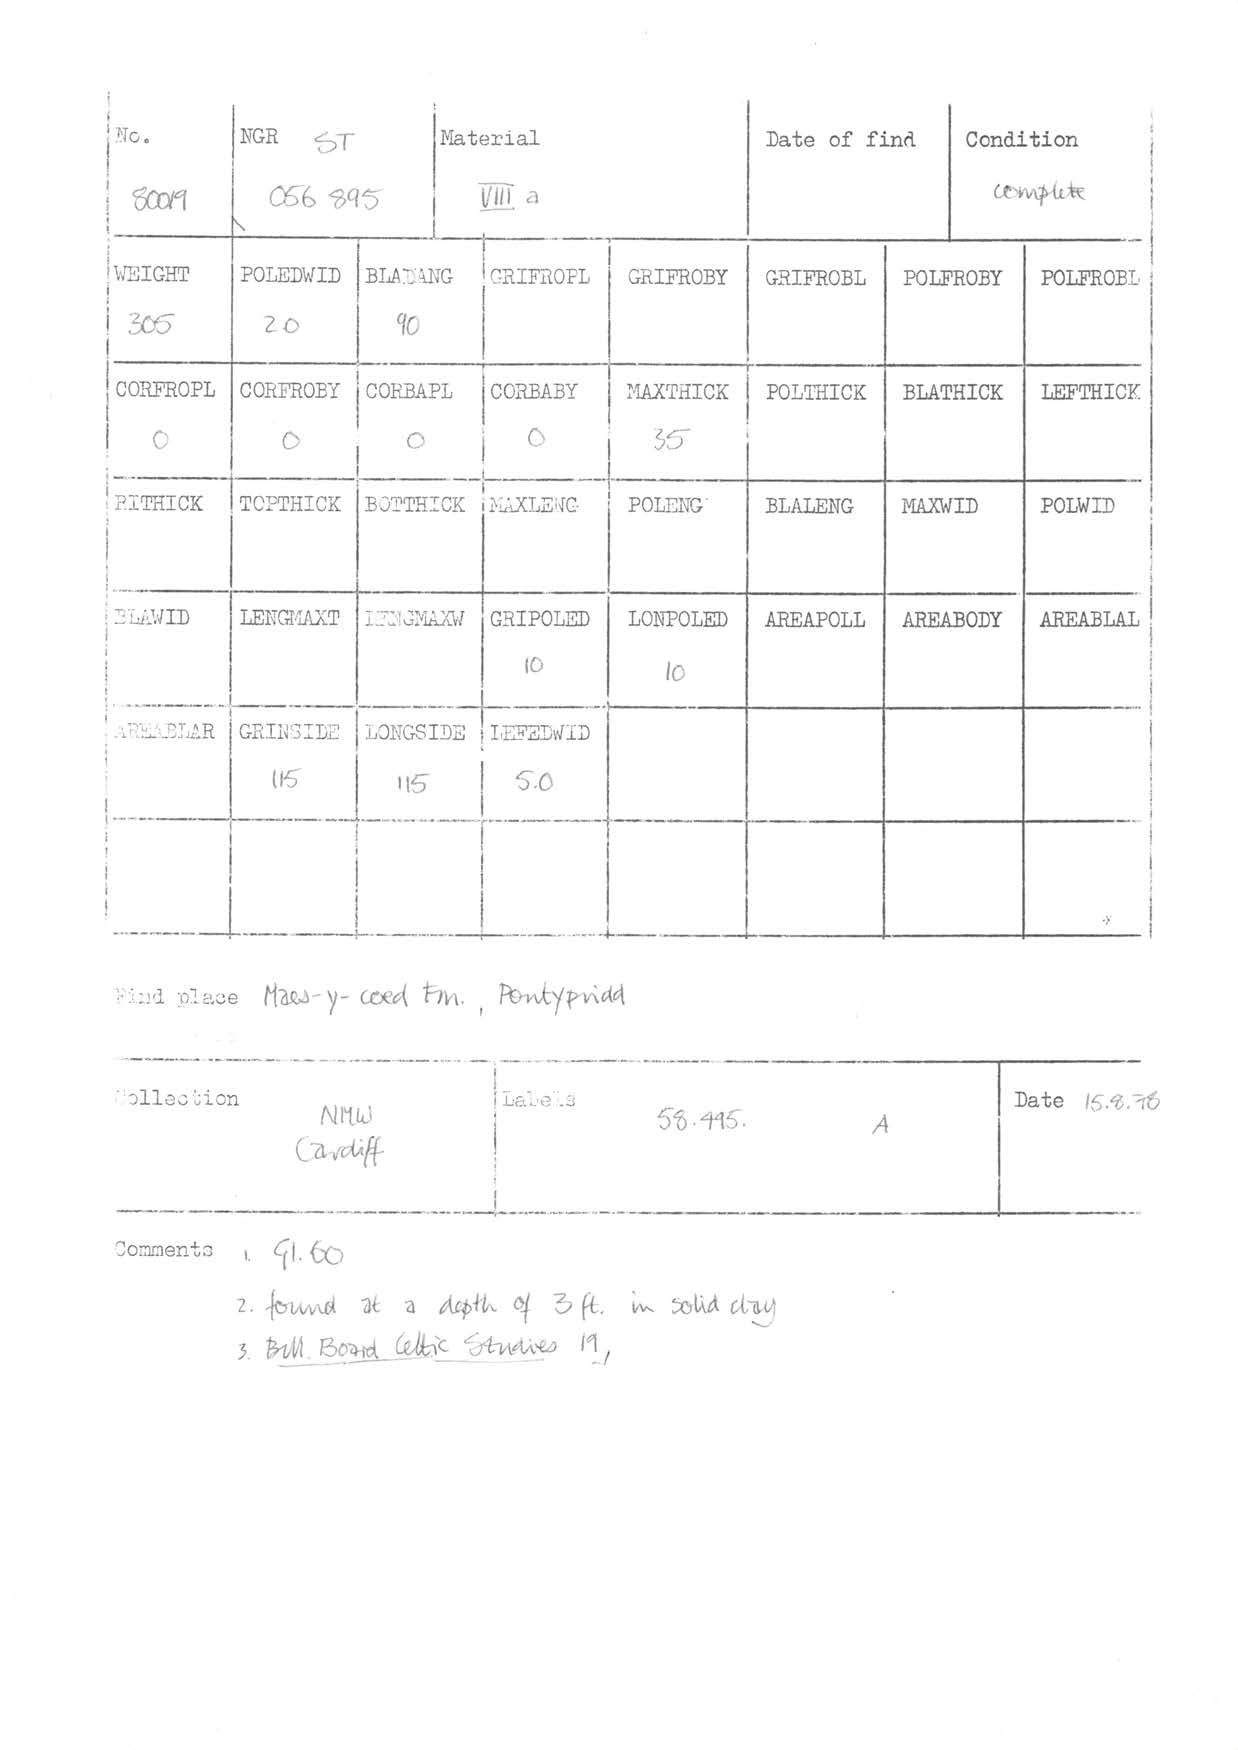 No. NGR ST Material Date of find Condition
80019 056 895 VIII a complete
WEIGHT POLEDWID BLADANG GRIFROPL GRIFROBY GRIFROBL POLFROBY POLFROBL
305 20 90
CORFROPL CORFROBY CORBAPL CORBABY MAXTHICK POLTHICK BLATHICK LEFTHICK
0 0 0 0 35
RITHICK TOPTHICK BOTTHICK MAXLENG POLENG BLALENG MAXWID POLWID
BLAWID LENGMAXT LENGMAXW GRIPOLED LONPOLED AREAPOLL AREABODY AREABLAL
10 10
AREABLAR GRINSIDE LONGSIDE LEFEDWID
115 115 5.0
Find place Maes-y-coed Fm., Pontypridd
Collection Labels Date 15.8.78
NMW 58.495. A
Cardiff
Comments 1. Gl.60
2. found at a depth of 3 ft. in solid clay
3. Bull. Board Celtic Studies 19,